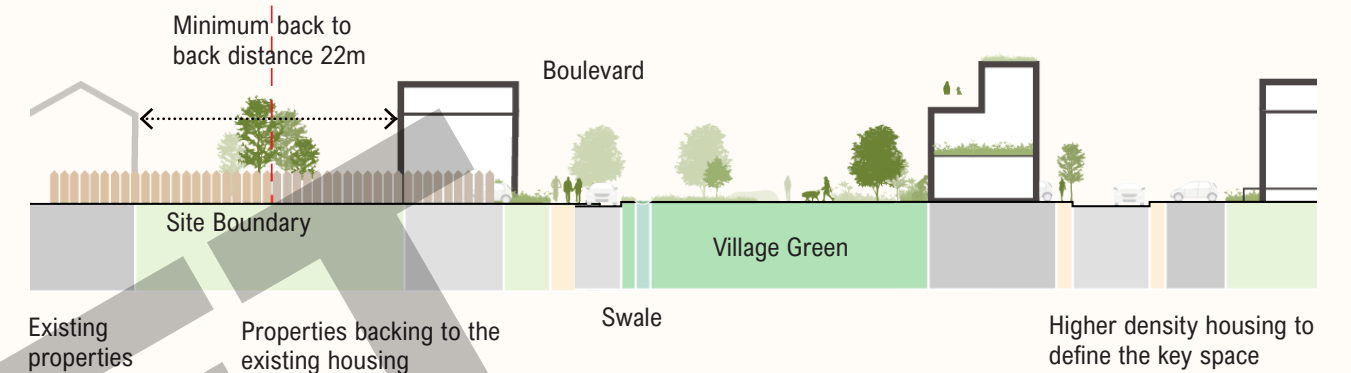 Minimum back to
back distance 22m
Boulevard
Site Boundary
Village Green
Existing
properties
Properties backing to the
existing housing
Swale
Higher density housing to
define the key space